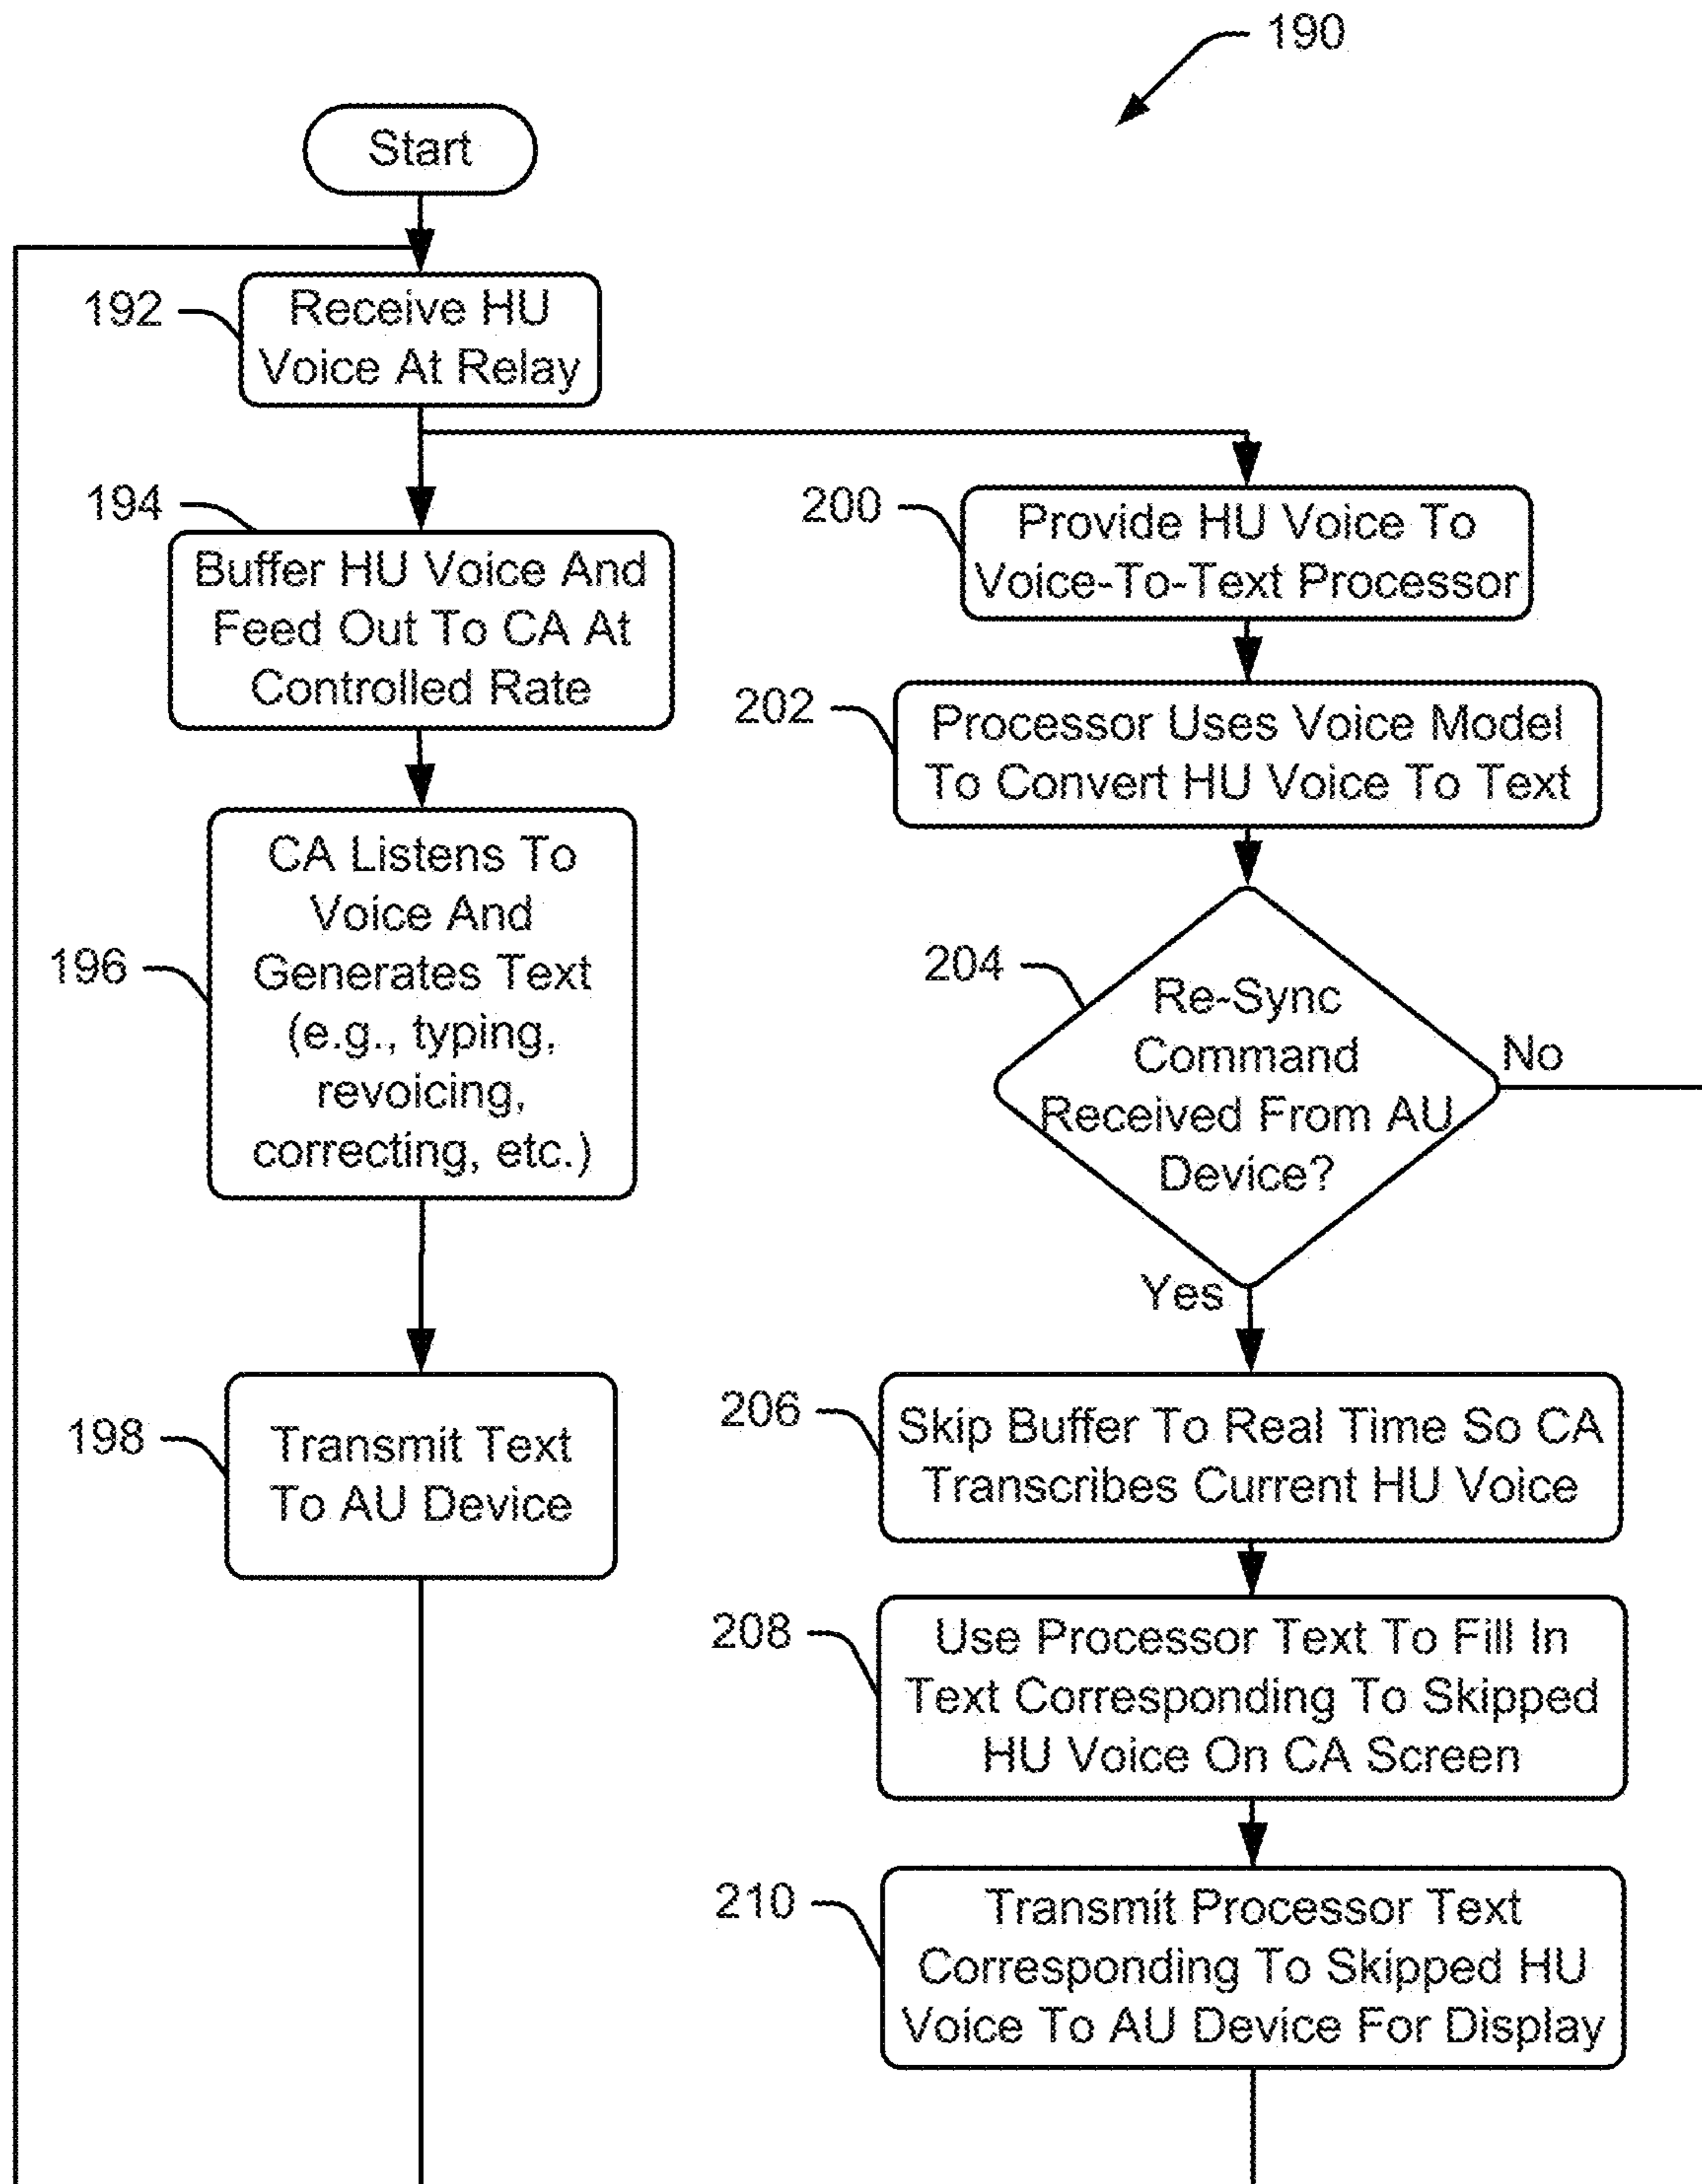 190
Start
192
Receive HU
Voice At Relay
194
Buffer HU Voice And
Feed Out To CA At
Controlled Rate
196
CA Listens To
Voice And
Generates Text
(e.g., typing,
revoicing,
correcting, etc.)
198
Transmit Text
To AU Device
200
Provide HU Voice To
Voice-To-Text Processor
202
Processor Uses Voice Model
To Convert HU Voice To Text
204
Re-Sync
Command
Received From AU
Device?
No
Yes
206
Skip Buffer To Real Time So CA
Transcribes Current HU Voice
208
Use Processor Text To Fill In
Text Corresponding To Skipped
HU Voice On CA Screen
210
Transmit Processor Text
Corresponding To Skipped HU
Voice To AU Device For Display